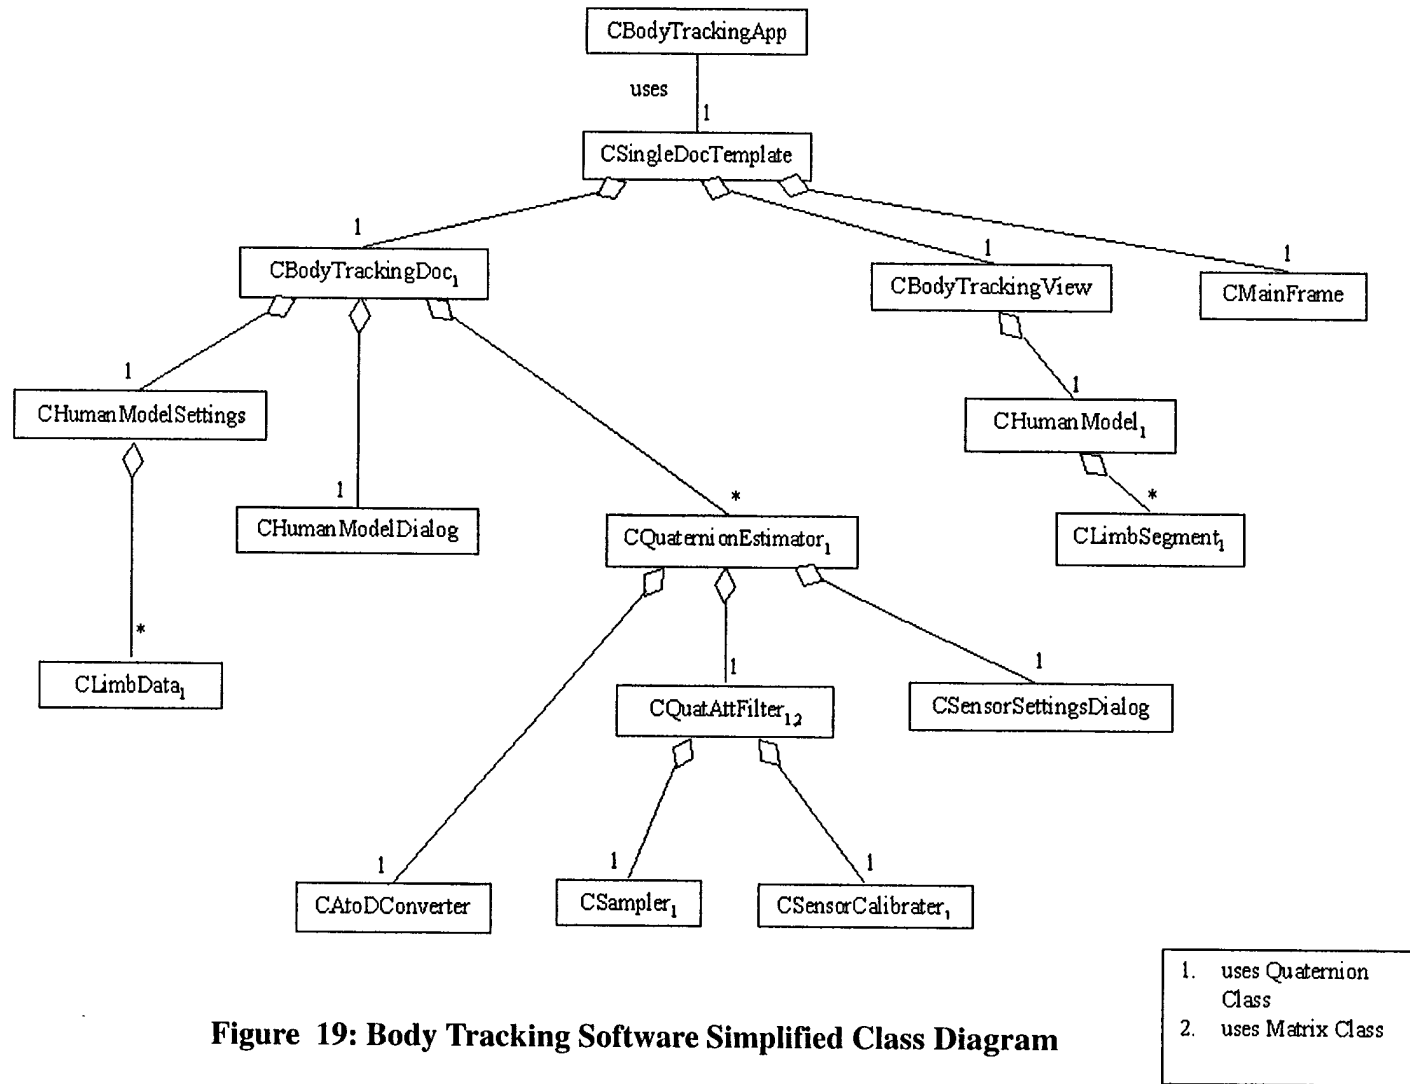 CBodyTrackingApp
uses
1
CSingleDocTemplate
1
1
1
CBodyTrackingDoc1
CBodyTrackingView
CMainFrame
1
1
CHumanModelSettings
CHumanModel1
1
*
*
CHumanModelDialog
CQuaternionEstimator1
CLimbSegment1
*
1
1
CLimbData1
CQuatAttFilter1,2
CSensorSettingsDialog
1
1
1
CAtoDConverter
CSampler1
CSensorCalibrater1
1. uses Quaternion
Class
2. uses Matrix Class
Figure 19: Body Tracking Software Simplified Class Diagram